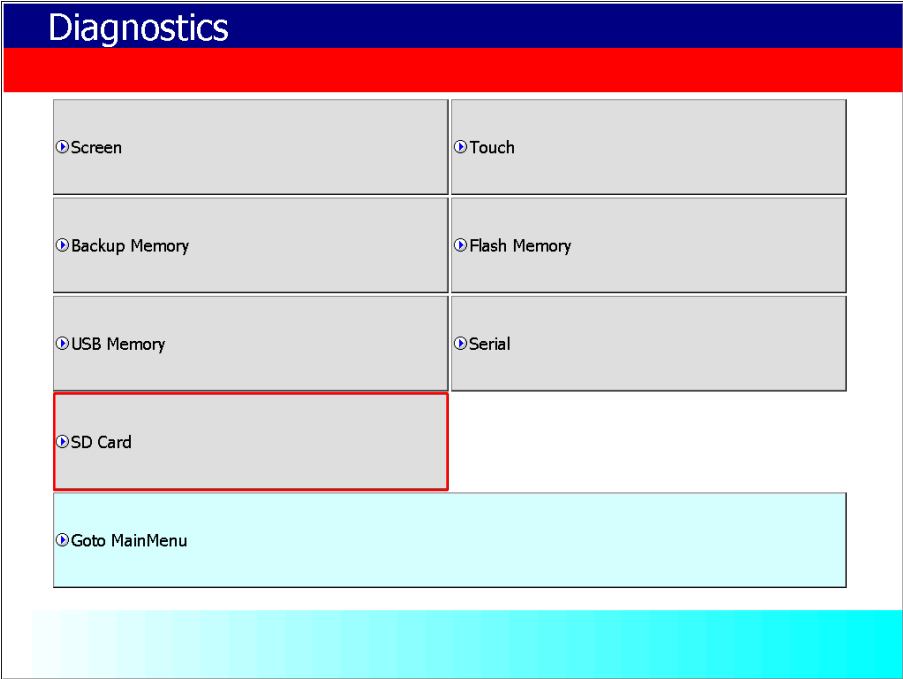 Diagnostics
Screen
Touch
Backup Memory
Flash Memory
USB Memory
Serial
SD Card
Goto MainMenu